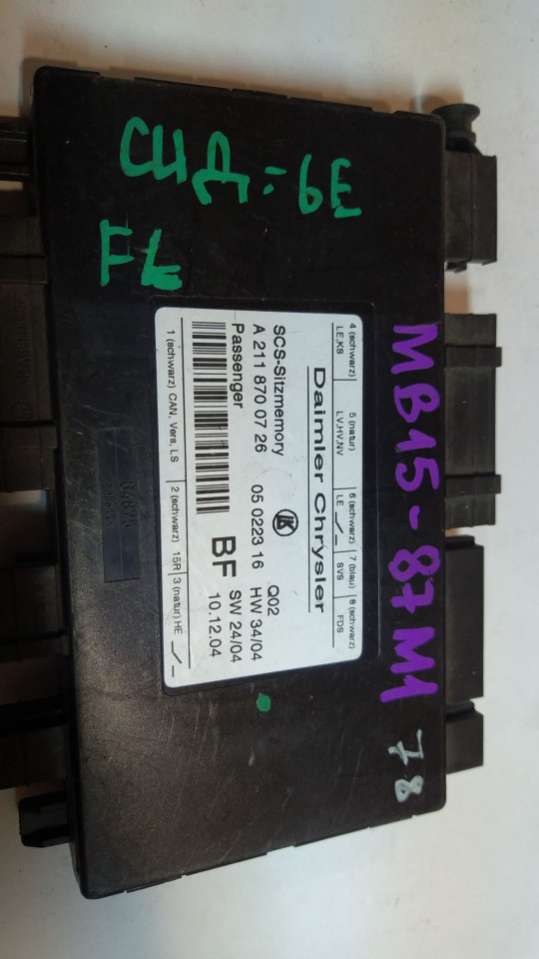 СИД-6Е
FL
MB15-87M1
78
4 (schwarz) 5 (natur) 6 (schwarz) 7 (blau) 8 (schwarz)
LE,KS LV,HV,NV LE SVS FDS
Daimler Chrysler
SCS-Sitzmemory Q02
A 211 870 07 26 05 0223 16 HW 34/04
Passenger SW 24/04
BF 10.12.04
1 (schwarz) CAN, Vers, LS 2 (schwarz) 15R 3 (natur) HE